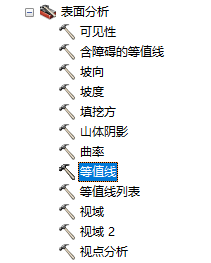 表面分析
可见性
含障碍的等值线
坡向
坡度
填挖方
山体阴影
曲率
等值线
等值线列表
视域
视域 2
视点分析